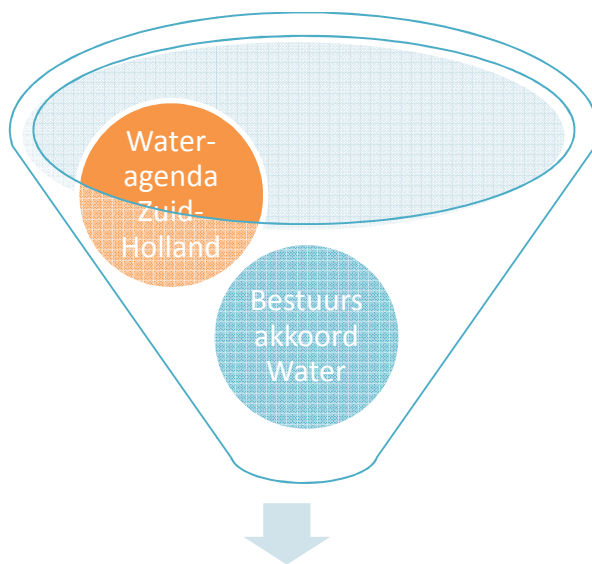 Water-
agenda
Zuid-
Holland
Bestuurs
akkoord
Water